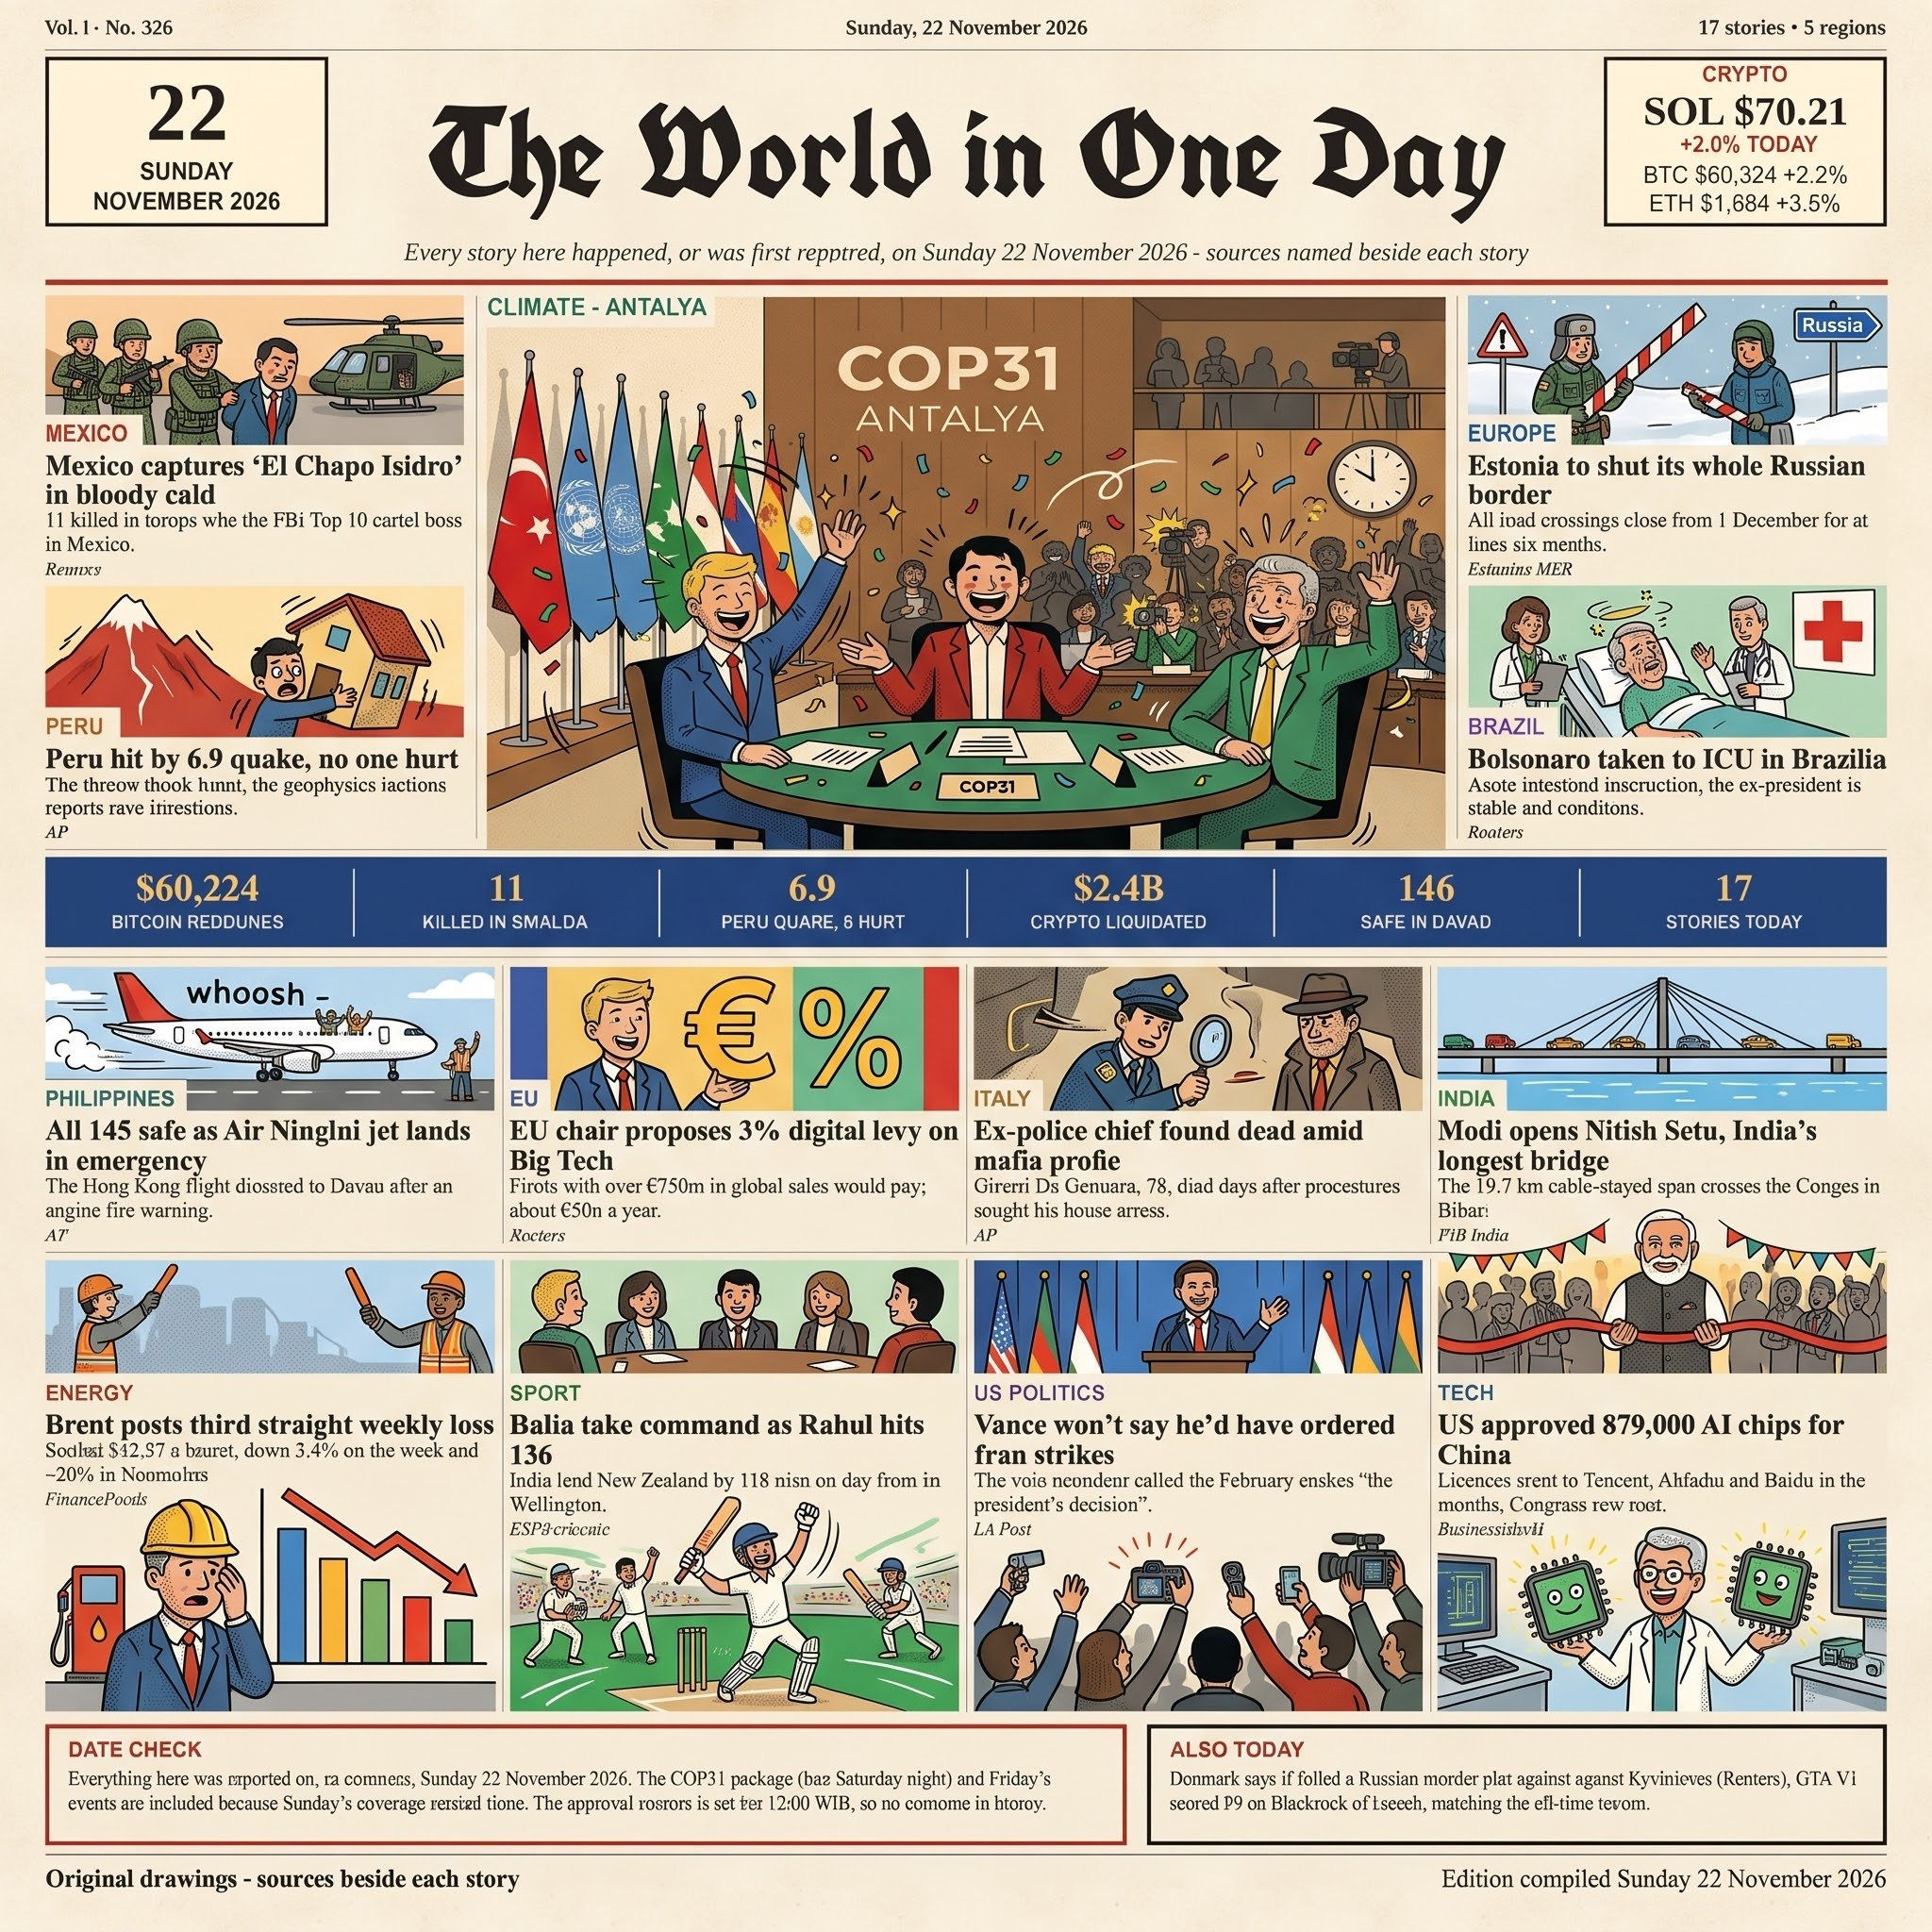 Vol. 1 · No. 326
Sunday, 22 November 2026
17 stories • 5 regions
22
SUNDAY
NOVEMBER 2026
The World in One Day
CRYPTO
SOL $70.21
+2.0% TODAY
BTC $60,324 +2.2%
ETH $1,684 +3.5%
Every story here happened, or was first repptred, on Sunday 22 November 2026 - sources named beside each story
MEXICO
Mexico captures ‘El Chapo Isidro’
in bloody cald
11 killed in torops whe the FBi Top 10 cartel boss
in Mexico.
PERU
Peru hit by 6.9 quake, no one hurt
The threow thook the geophysics iactions
reports rave
AP
CLIMATE - ANTALYA
COP31
ANTALYA
COP31
Russia
EUROPE
Estonia to shut its whole Russian
border
All crossings close from 1 December for at
lines six menths.
Estanins MER
BRAZIL
Bolsonaro taken to ICU in Brazilia
Asote intestond inscruction, the ex-president is
stable and conditons.
Roaters
$60,224
BITCOIN REDDUNES
11
KILLED IN SMALDA
6.9
PERU QUARE, 6 HURT
$2.4B
CRYPTO LIQUIDATED
146
SAFE IN DAVAD
17
STORIES TODAY
whoosh -
PHILIPPINES
All 145 safe as Air Ninglni jet lands
in emergency
The Hong Kong flight diossted to Davau after an
angine fire warning.
€ %
EU
EU chair proposes 3% digital levy on
Big Tech
Firots with over €750m in global sales would pay;
about €50n a year.
Rocters
ITALY
Ex-police chief found dead amid
mafia profie
Girerri Ds Genuara, 78, diad days after procestures
sought his house arress.
AP
INDIA
Modi opens Nitish Setu, India’s
longest bridge
The 19.7 km cable-stayed span crosses the Conges in
India
ENERGY
Brent posts third straight weekly loss
down 3.4% on the week and
~20% in
SPORT
Balia take command as Rahul hits
136
India lend New Zealand by 118 nisn on day from in
Wellington.
US POLITICS
Vance won’t say he’d have ordered
fran strikes
The vois ncondenr called the February enskes “the
president’s decision”.
LA Post
TECH
US approved 879,000 AI chips for
China
Licences srent to Tencent, Ahfadu and Baidu in the
months, Congrass rew root.
DATE CHECK
Everything here was on, ra Sunday 22 November 2026. The COP31 package (baz Saturday night) and Friday’s
events are included because Sunday’s coverage tione. The approval rosrors is set 12:00 WIB, so no comome in htoroy.
ALSO TODAY
Donmark says if folled a Russian morder plat against aganst Kyvinieves (Renters), GTA V1
seored on Blackrock of matching the efl-time tevom.
Original drawings - sources beside each story
Edition compiled Sunday 22 November 2026